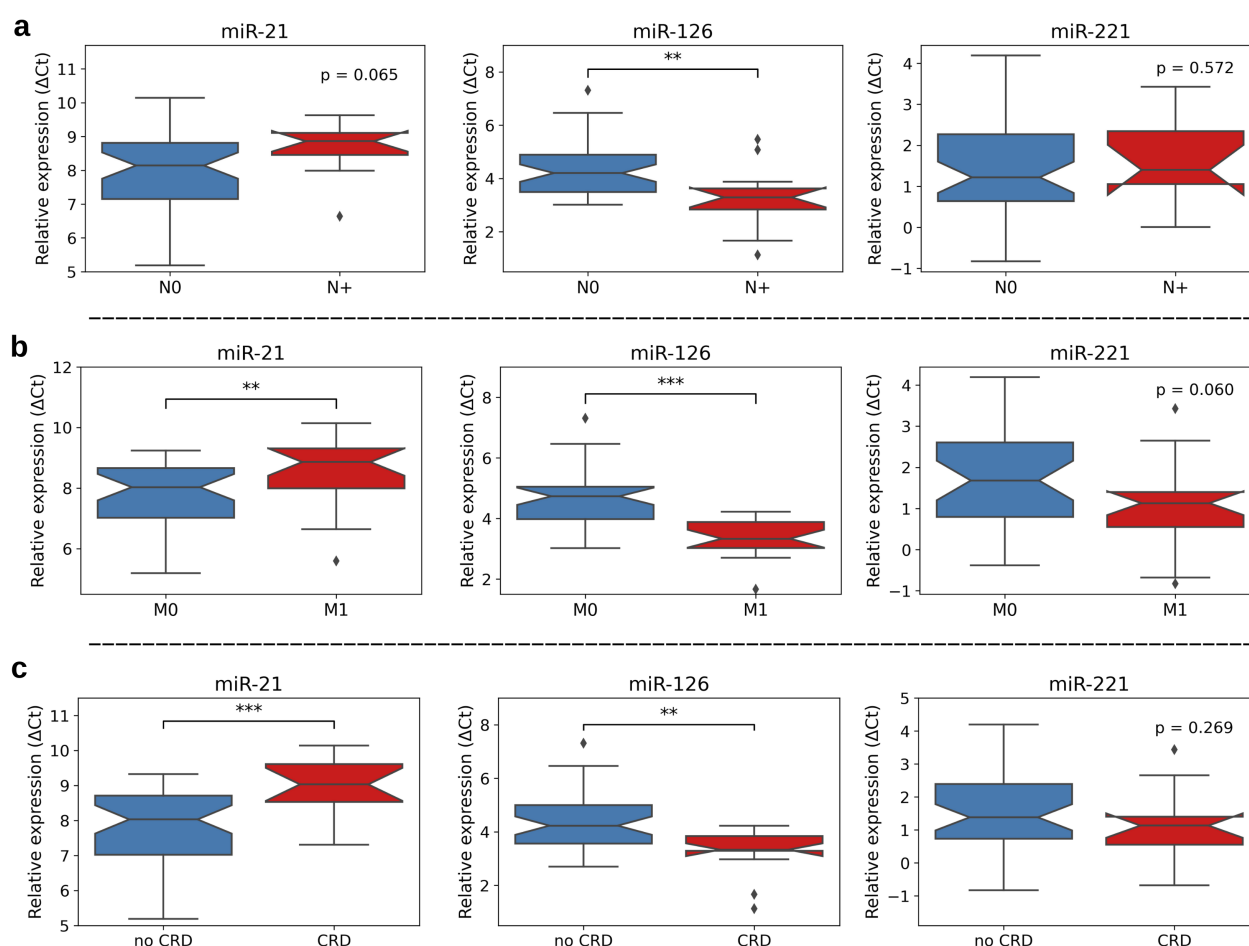 a
miR-21
Relative expression (ΔCt)
11
10
9
8
7
6
5
p = 0.065
N0
N+
miR-126
Relative expression (ΔCt)
8
6
4
2
**
N0
N+
miR-221
Relative expression (ΔCt)
4
3
2
1
0
−1
p = 0.572
N0
N+
b
miR-21
Relative expression (ΔCt)
12
10
8
6
**
M0
M1
miR-126
Relative expression (ΔCt)
8
6
4
2
***
M0
M1
miR-221
Relative expression (ΔCt)
4
3
2
1
0
−1
p = 0.060
M0
M1
c
miR-21
Relative expression (ΔCt)
11
10
9
8
7
6
5
***
no CRD
CRD
miR-126
Relative expression (ΔCt)
8
6
4
2
**
no CRD
CRD
miR-221
Relative expression (ΔCt)
5
4
3
2
1
0
−1
p = 0.269
no CRD
CRD